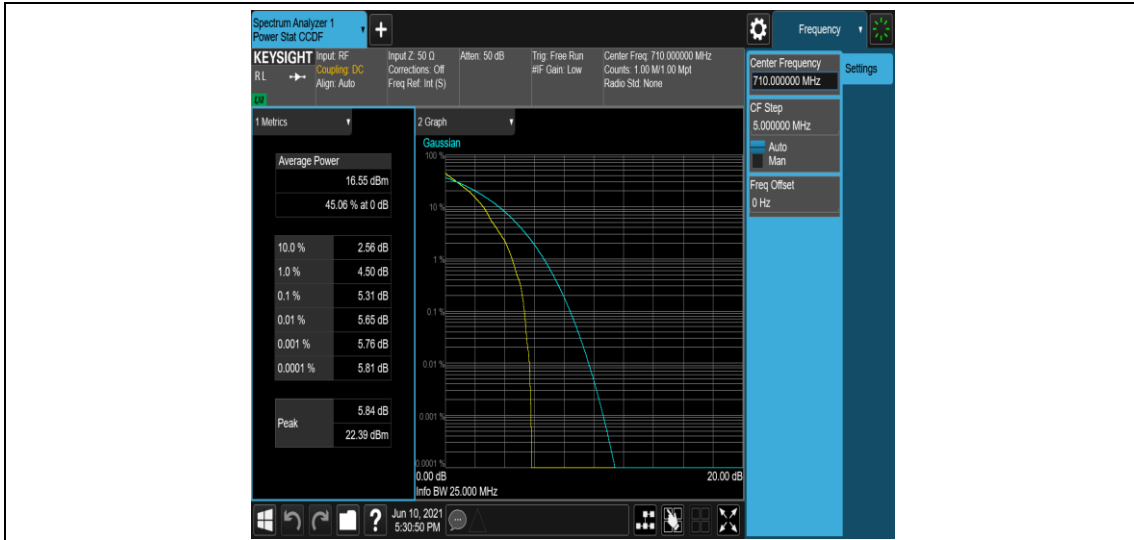 Spectrum Analyzer 1
Power Stat CCDF
+
Frequency
KEYSIGHT
RL
Input: RF
Coupling: DC
Align: Auto
Input Z: 50 Ω
Corrections: Off
Freq Ref: Int (S)
Atten: 50 dB
Trig: Free Run
#IF Gain: Low
Center Freq: 710.000000 MHz
Counts: 1.00 M/1.00 Mpt
Radio Std: None
Center Frequency
710.000000 MHz
Settings
CF Step
5.000000 MHz
Auto
Man
Freq Offset
0 Hz
1 Metrics
Average Power
16.55 dBm
45.06 % at 0 dB
10.0 % 2.56 dB
1.0 % 4.50 dB
0.1 % 5.31 dB
0.01 % 5.65 dB
0.001 % 5.76 dB
0.0001 % 5.81 dB
Peak
5.84 dB
22.39 dBm
2 Graph
Gaussian
100 %
10 %
1 %
0.1 %
0.01 %
0.001 %
0.0001 %
0.00 dB
20.00 dB
Info BW 25.000 MHz
?
Jun 10, 2021
5:30:50 PM